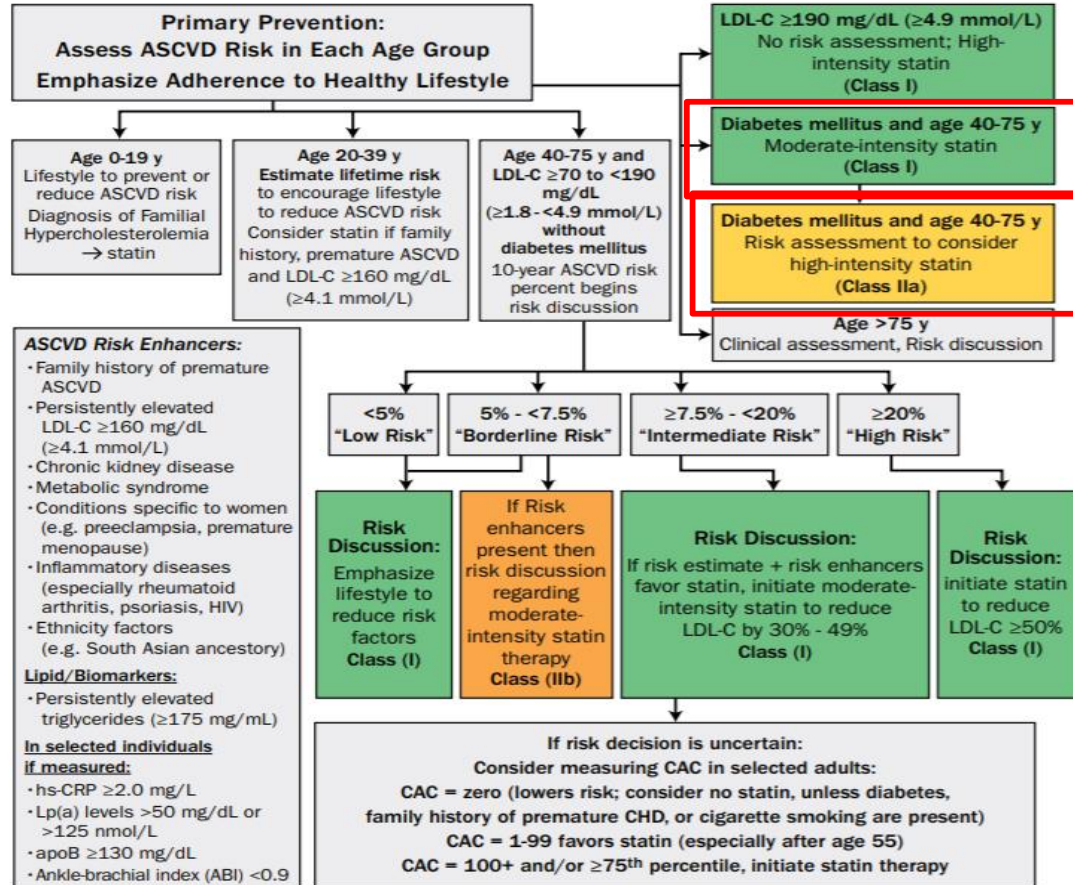 Primary Prevention:
Assess ASCVD Risk in Each Age Group
Emphasize Adherence to Healthy Lifestyle
LDL-C ≥190 mg/dL (≥4.9 mmol/L)
No risk assessment; High-
intensity statin
(Class I)
Diabetes mellitus and age 40-75 y
Moderate-intensity statin
(Class I)
Diabetes mellitus and age 40-75 y
Risk assessment to consider
high-intensity statin
(Class IIa)
Age >75 y
Clinical assessment, Risk discussion
Age 0-19 y
Lifestyle to prevent or
reduce ASCVD risk
Diagnosis of Familial
Hypercholesterolemia
→ statin
Age 20-39 y
Estimate lifetime risk
to encourage lifestyle
to reduce ASCVD risk
Consider statin if family
history, premature ASCVD
and LDL-C ≥160 mg/dL
(≥4.1 mmol/L)
Age 40-75 y and
LDL-C ≥70 to <190
mg/dL
(≥1.8-<4.9 mmol/L)
without
diabetes mellitus
10-year ASCVD risk
percent begins
risk discussion
<5%
"Low Risk"
5% - <7.5%
"Borderline Risk"
≥7.5% - <20%
"Intermediate Risk"
≥20%
"High Risk"
Risk
Discussion:
Emphasize
lifestyle to
reduce risk
factors
Class (I)
If Risk
enhancers
present then
risk discussion
regarding
moderate-
intensity statin
therapy
Class (IIb)
Risk Discussion:
If risk estimate + risk enhancers
favor statin, initiate moderate-
intensity statin to reduce
LDL-C by 30% - 49%
Class (I)
Risk
Discussion:
initiate statin
to reduce
LDL-C ≥50%
Class (I)
If risk decision is uncertain:
Consider measuring CAC in selected adults:
CAC = zero (lowers risk; consider no statin, unless diabetes,
family history of premature CHD, or cigarette smoking are present)
CAC = 1-99 favors statin (especially after age 55)
CAC = 100+ and/or ≥75th percentile, initiate statin therapy
ASCVD Risk Enhancers:
·Family history of premature
ASCVD
·Persistently elevated
LDL-C ≥160 mg/dL
(≥4.1 mmol/L)
·Chronic kidney disease
·Metabolic syndrome
·Conditions specific to women
(e.g. preeclampsia, premature
menopause)
·Inflammatory diseases
(especially rheumatoid
arthritis, psoriasis, HIV)
·Ethnicity factors
(e.g. South Asian ancestory)
Lipid/Biomarkers:
·Persistently elevated
triglycerides (≥175 mg/mL)
In selected individuals
if measured:
·hs-CRP ≥2.0 mg/L
·Lp(a) levels >50 mg/dL or
>125 nmol/L
·apoB ≥130 mg/dL
·Ankle-brachial index (ABI) <0.9